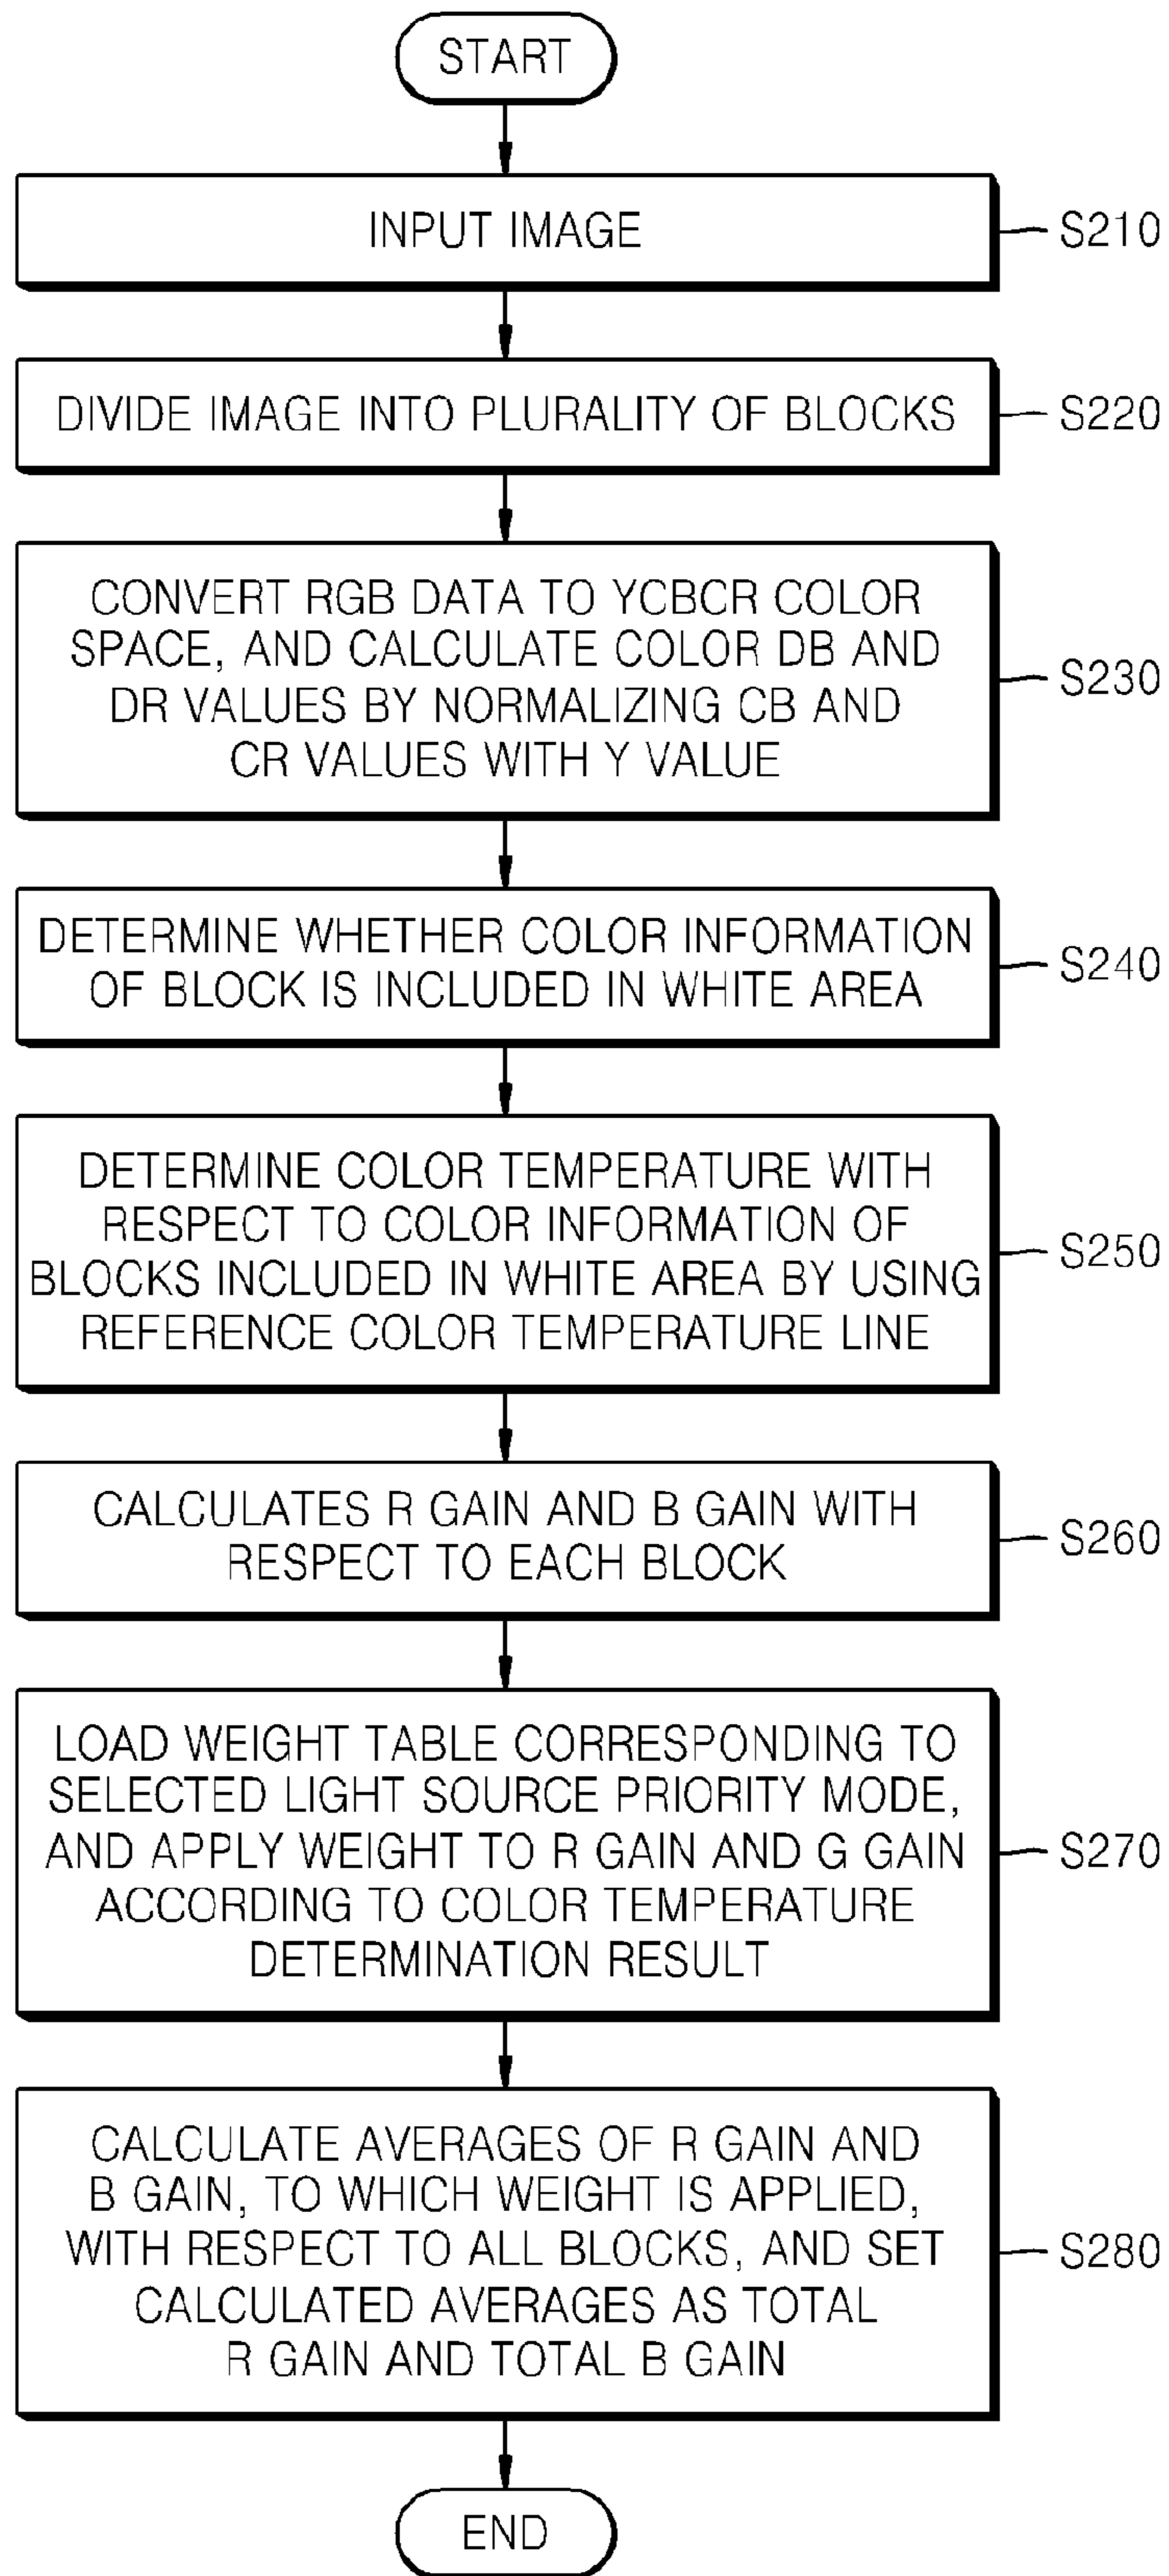 START
INPUT IMAGE
S210
DIVIDE IMAGE INTO PLURALITY OF BLOCKS
S220
CONVERT RGB DATA TO YCBCR COLOR
SPACE, AND CALCULATE COLOR DB AND
DR VALUES BY NORMALIZING CB AND
CR VALUES WITH Y VALUE
S230
DETERMINE WHETHER COLOR INFORMATION
OF BLOCK IS INCLUDED IN WHITE AREA
S240
DETERMINE COLOR TEMPERATURE WITH
RESPECT TO COLOR INFORMATION OF
BLOCKS INCLUDED IN WHITE AREA BY USING
REFERENCE COLOR TEMPERATURE LINE
S250
CALCULATES R GAIN AND B GAIN WITH
RESPECT TO EACH BLOCK
S260
LOAD WEIGHT TABLE CORRESPONDING TO
SELECTED LIGHT SOURCE PRIORITY MODE,
AND APPLY WEIGHT TO R GAIN AND G GAIN
ACCORDING TO COLOR TEMPERATURE
DETERMINATION RESULT
S270
CALCULATE AVERAGES OF R GAIN AND
B GAIN, TO WHICH WEIGHT IS APPLIED,
WITH RESPECT TO ALL BLOCKS, AND SET
CALCULATED AVERAGES AS TOTAL
R GAIN AND TOTAL B GAIN
S280
END